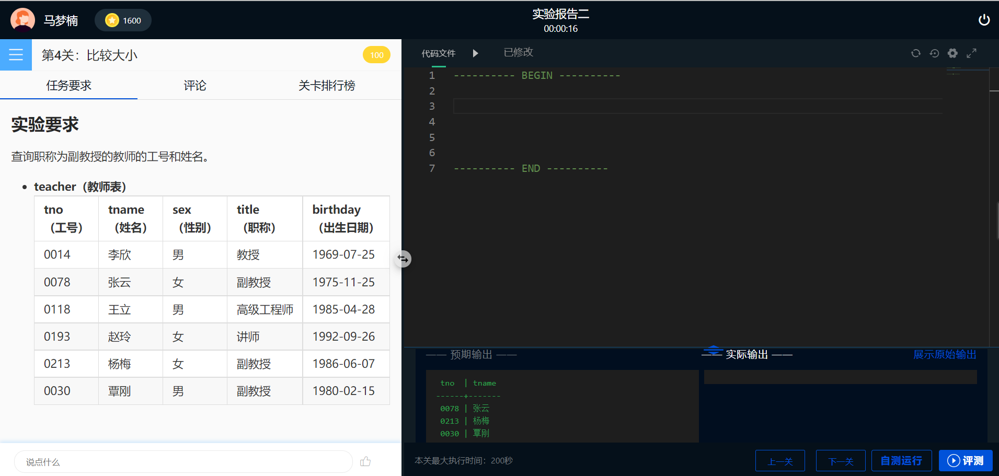 马梦楠
1600
实验报告二
00:00:16
第4关：比较大小
100
任务要求 评论 关卡排行榜
实验要求
查询职称为副教授的教师的工号和姓名。
teacher（教师表）
tno（工号） tname（姓名） sex（性别） title（职称） birthday（出生日期）
0014 李欣 男 教授 1969-07-25
0078 张云 女 副教授 1975-11-25
0118 王立 男 高级工程师 1985-04-28
0193 赵玲 女 讲师 1992-09-26
0213 杨梅 女 副教授 1986-06-07
0030 覃刚 男 副教授 1980-02-15
说点什么
代码文件 已修改
1 ---------- BEGIN ----------
2
3
4
5
6
7 ---------- END ----------
—— 预期输出 ——
tno | tname
------+-------
0078 | 张云
0213 | 杨梅
0030 | 覃刚
—— 实际输出 ——
展示原始输出
本关最大执行时间：200秒
上一关 下一关 自测运行 评测